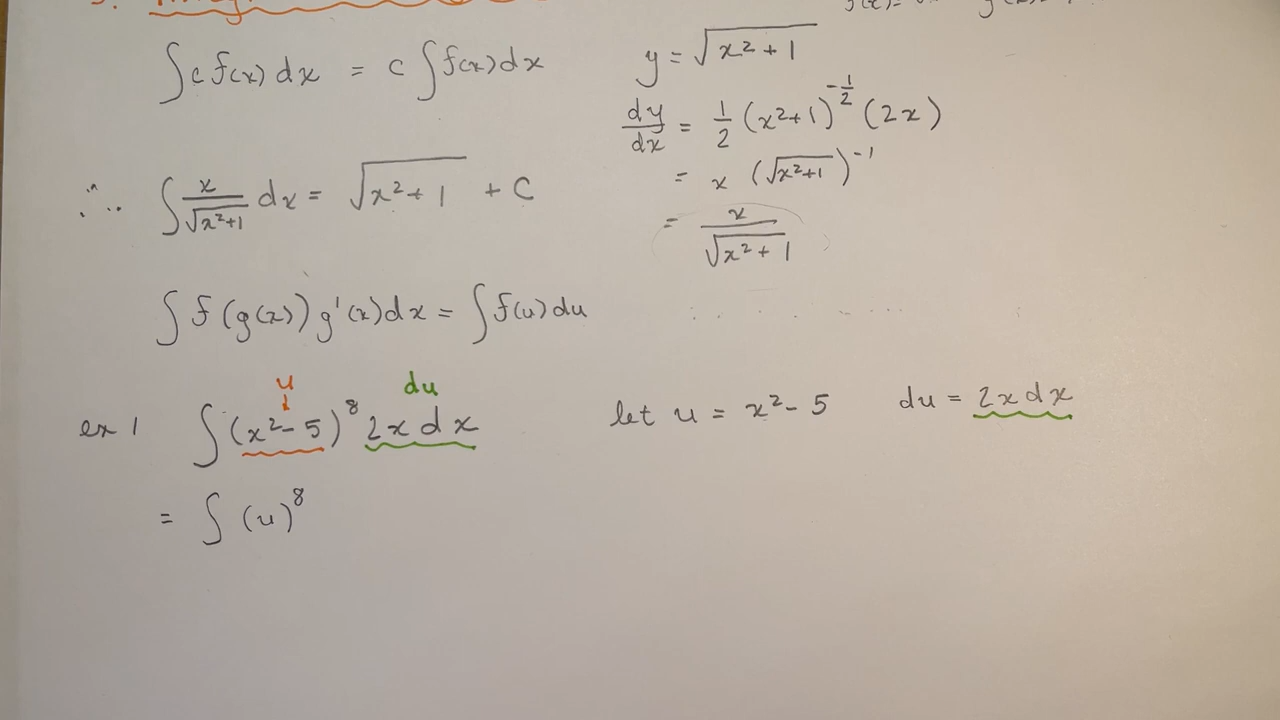 ∫ c f(x) dx = c ∫ f(x) dx
y = √(x² + 1)
dy/dx = 1/2 (x²+1)^(-1/2) (2x)
= x (√(x²+1))^(-1)
= x/√(x² + 1)
∴ ∫ x/√(x²+1) dx = √(x² + 1) + C
∫ f(g(x)) g'(x) dx = ∫ f(u) du
u du
ex 1 ∫ (x² - 5)⁸ 2x dx let u = x² - 5 du = 2x dx
= ∫ (u)⁸